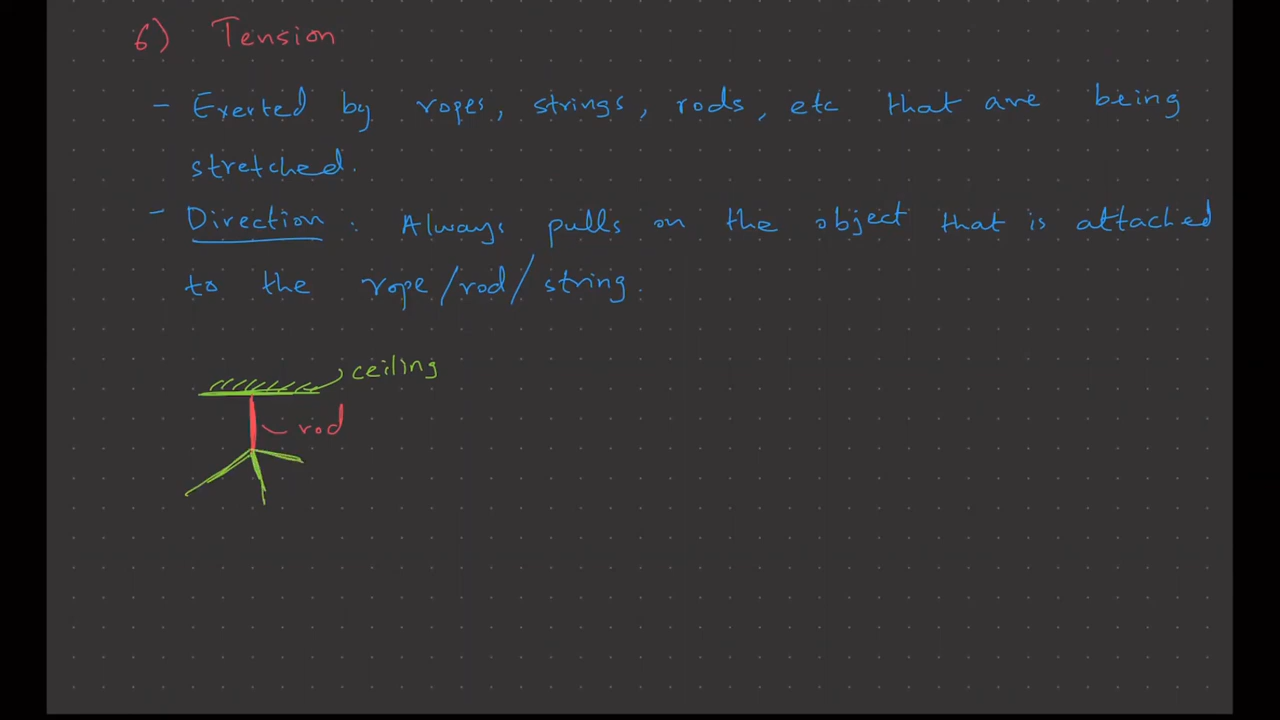 6) Tension
- Exerted by ropes, strings, rods, etc that are being
stretched.
- Direction : Always pulls on the object that is attached
to the rope/rod/string.
ceiling
rod